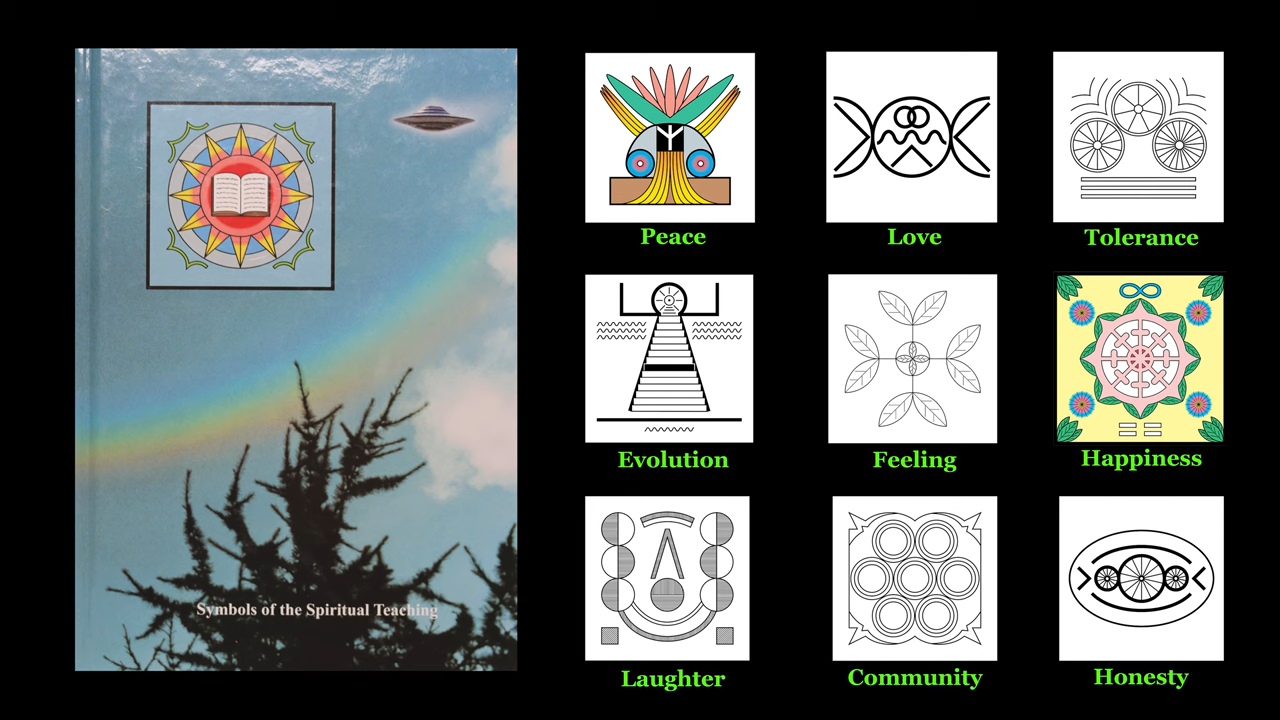 Symbols of the Spiritual Teaching
Peace
Love
Tolerance
Evolution
Feeling
Happiness
Laughter
Community
Honesty